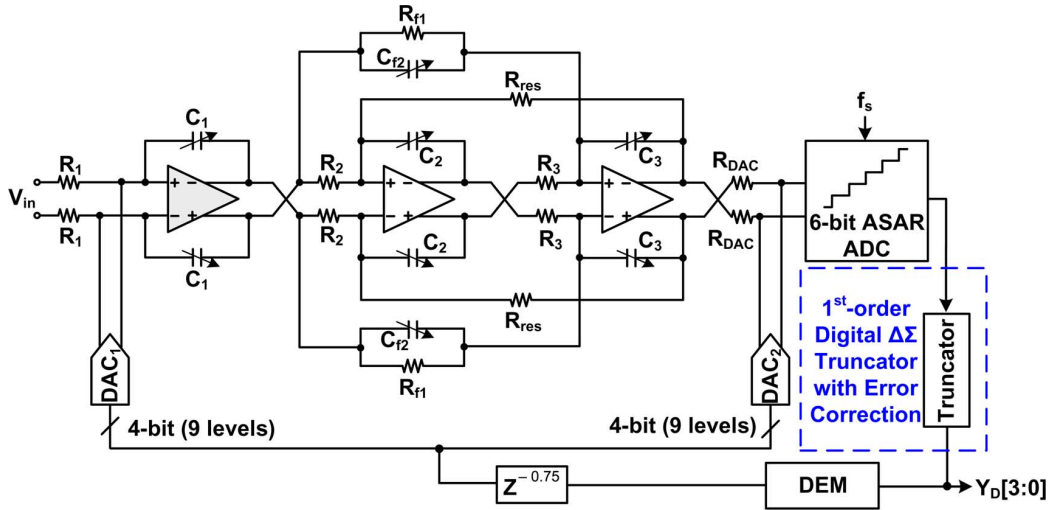 R_f1
C_f2
R_res
C_1
C_2
C_3
f_s
R_1
R_2
R_3
R_DAC
V_in
+ −
+ −
+ −
− +
− +
− +
R_1
R_2
R_3
R_DAC
6-bit ASAR
ADC
C_1
C_2
C_3
R_res
C_f2
R_f1
DAC_1
DAC_2
1st-order
Digital ΔΣ
Truncator
with Error
Correction
Truncator
4-bit (9 levels)
4-bit (9 levels)
Z^−0.75
DEM
Y_D[3:0]